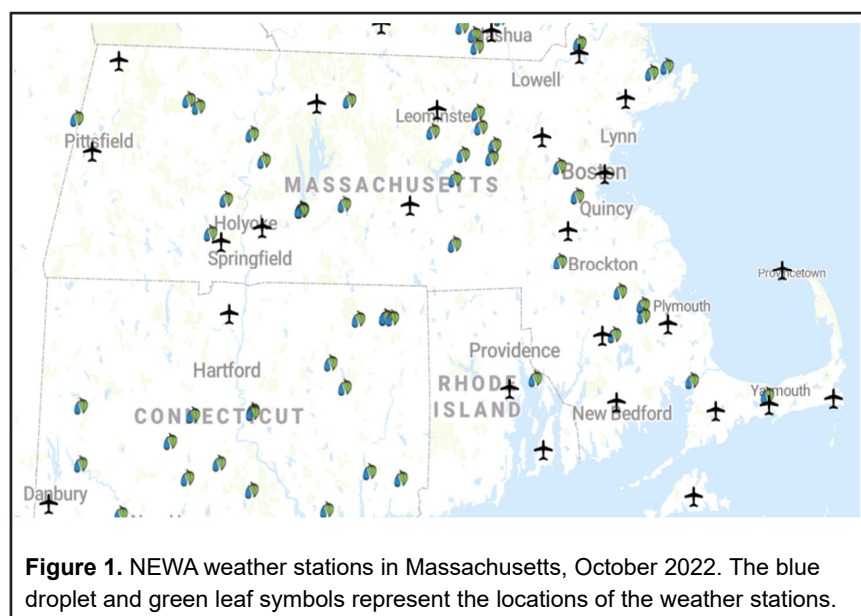 Nashua
Lowell
Leominster
Pittsfield
Lynn
Boston
MASSACHUSETTS
Quincy
Holyoke
Springfield
Brockton
Provincetown
Plymouth
Hartford
Providence
RHODE
ISLAND
Yarmouth
CONNECTICUT
New Bedford
Danbury
Figure 1. NEWA weather stations in Massachusetts, October 2022. The blue
droplet and green leaf symbols represent the locations of the weather stations.